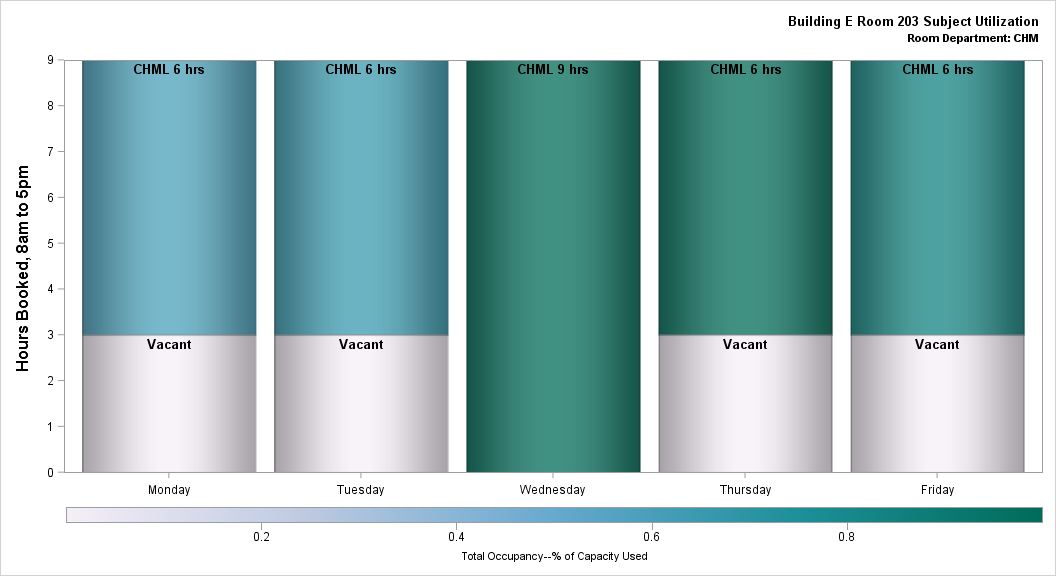 Building E Room 203 Subject Utilization
Room Department: CHM
Hours Booked, 8am to 5pm
9
8
7
6
5
4
3
2
1
0
CHML 6 hrs
CHML 6 hrs
CHML 9 hrs
CHML 6 hrs
CHML 6 hrs
Vacant
Vacant
Vacant
Vacant
Monday
Tuesday
Wednesday
Thursday
Friday
0.2
0.4
0.6
0.8
Total Occupancy--% of Capacity Used